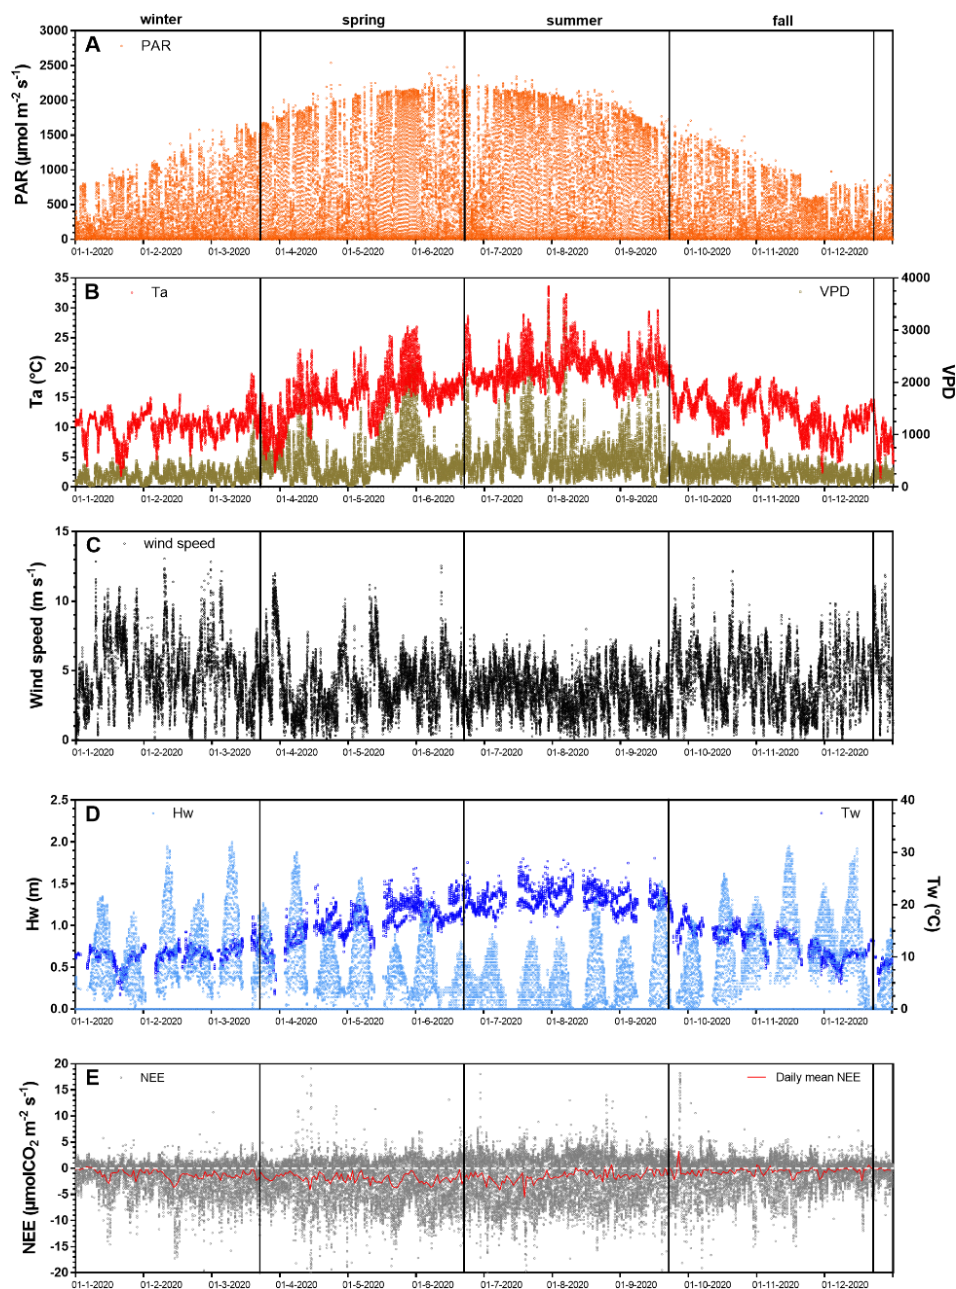 winter spring summer fall
A PAR
PAR (µmol m⁻² s⁻¹)
3000
2500
2000
1500
1000
500
0
01-1-2020 01-2-2020 01-3-2020 01-4-2020 01-5-2020 01-6-2020 01-7-2020 01-8-2020 01-9-2020 01-10-2020 01-11-2020 01-12-2020
B Ta VPD
Ta (°C)
35 4000
30
25 3000
20
15 2000
10 1000
5
0 0
VPD
01-1-2020 01-2-2020 01-3-2020 01-4-2020 01-5-2020 01-6-2020 01-7-2020 01-8-2020 01-9-2020 01-10-2020 01-11-2020 01-12-2020
C wind speed
Wind speed (m s⁻¹)
15
10
5
0
01-1-2020 01-2-2020 01-3-2020 01-4-2020 01-5-2020 01-6-2020 01-7-2020 01-8-2020 01-9-2020 01-10-2020 01-11-2020 01-12-2020
D Hw Tw
Hw (m)
2.5 40
2.0 30
1.5
1.0 20
0.5 10
0.0 0
Tw (°C)
01-1-2020 01-2-2020 01-3-2020 01-4-2020 01-5-2020 01-6-2020 01-7-2020 01-8-2020 01-9-2020 01-10-2020 01-11-2020 01-12-2020
E NEE Daily mean NEE
NEE (µmolCO₂ m⁻² s⁻¹)
20
15
10
5
0
-5
-10
-15
-20
01-1-2020 01-2-2020 01-3-2020 01-4-2020 01-5-2020 01-6-2020 01-7-2020 01-8-2020 01-9-2020 01-10-2020 01-11-2020 01-12-2020